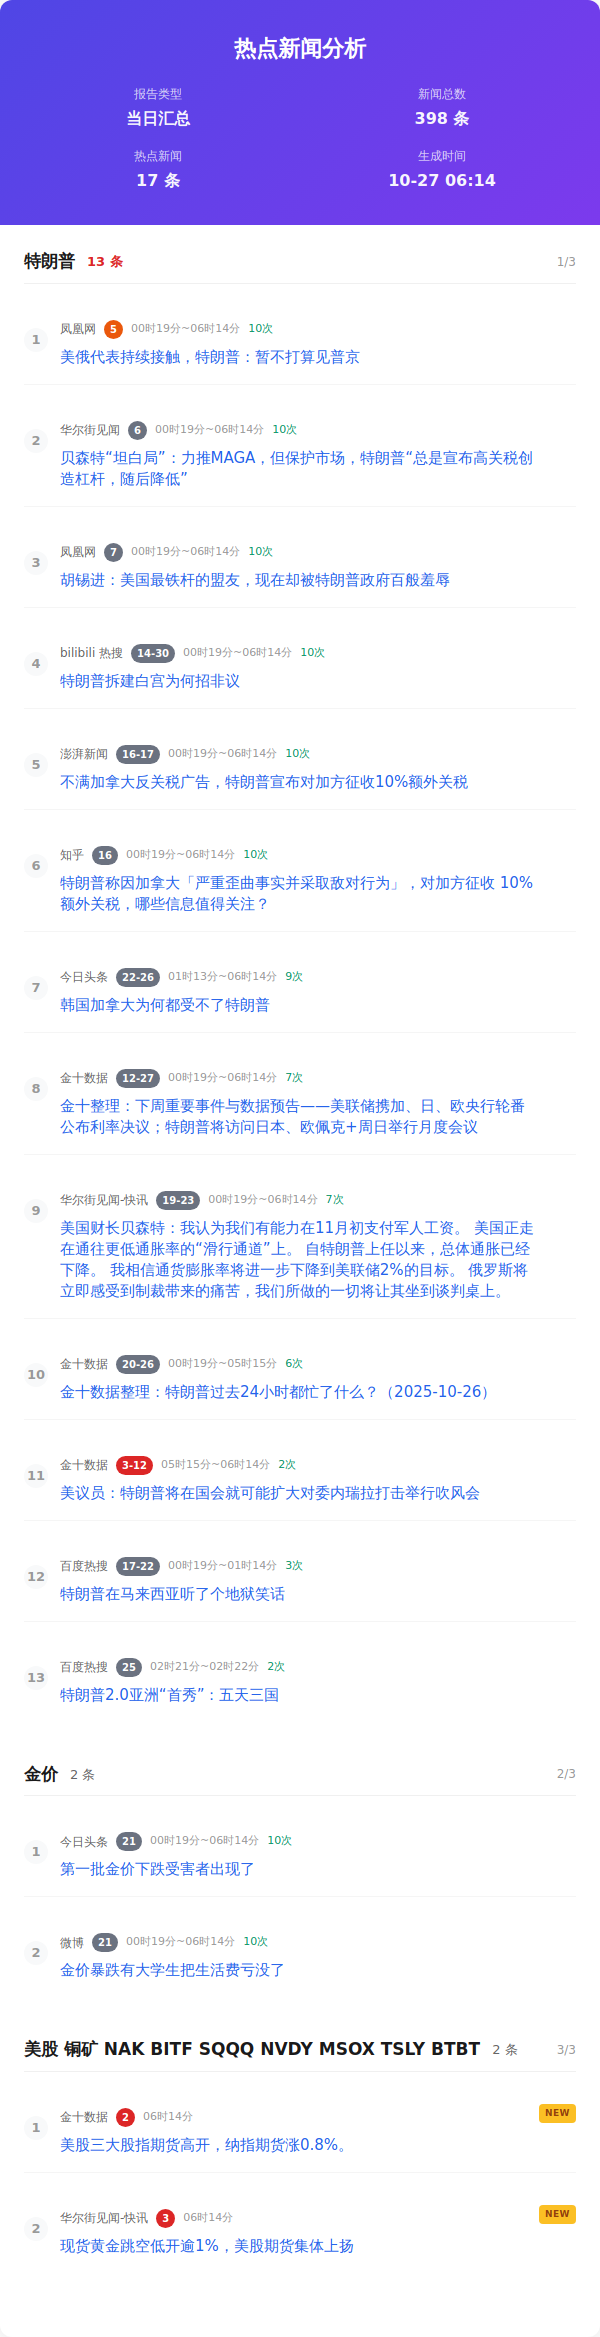 热点新闻分析
报告类型
当日汇总
新闻总数
398 条
热点新闻
17 条
生成时间
10-27 06:14
特朗普 13 条 1/3
1
凤凰网 5 00时19分~06时14分 10次
美俄代表持续接触，特朗普：暂不打算见普京
2
华尔街见闻 6 00时19分~06时14分 10次
贝森特“坦白局”：力推MAGA，但保护市场，特朗普“总是宣布高关税创
造杠杆，随后降低”
3
凤凰网 7 00时19分~06时14分 10次
胡锡进：美国最铁杆的盟友，现在却被特朗普政府百般羞辱
4
bilibili 热搜 14-30 00时19分~06时14分 10次
特朗普拆建白宫为何招非议
5
澎湃新闻 16-17 00时19分~06时14分 10次
不满加拿大反关税广告，特朗普宣布对加方征收10%额外关税
6
知乎 16 00时19分~06时14分 10次
特朗普称因加拿大「严重歪曲事实并采取敌对行为」，对加方征收 10%
额外关税，哪些信息值得关注？
7
今日头条 22-26 01时13分~06时14分 9次
韩国加拿大为何都受不了特朗普
8
金十数据 12-27 00时19分~06时14分 7次
金十整理：下周重要事件与数据预告——美联储携加、日、欧央行轮番
公布利率决议；特朗普将访问日本、欧佩克+周日举行月度会议
9
华尔街见闻-快讯 19-23 00时19分~06时14分 7次
美国财长贝森特：我认为我们有能力在11月初支付军人工资。 美国正走
在通往更低通胀率的“滑行通道”上。 自特朗普上任以来，总体通胀已经
下降。 我相信通货膨胀率将进一步下降到美联储2%的目标。 俄罗斯将
立即感受到制裁带来的痛苦，我们所做的一切将让其坐到谈判桌上。
10
金十数据 20-26 00时19分~05时15分 6次
金十数据整理：特朗普过去24小时都忙了什么？（2025-10-26）
11
金十数据 3-12 05时15分~06时14分 2次
美议员：特朗普将在国会就可能扩大对委内瑞拉打击举行吹风会
12
百度热搜 17-22 00时19分~01时14分 3次
特朗普在马来西亚听了个地狱笑话
13
百度热搜 25 02时21分~02时22分 2次
特朗普2.0亚洲“首秀”：五天三国
金价 2 条 2/3
1
今日头条 21 00时19分~06时14分 10次
第一批金价下跌受害者出现了
2
微博 21 00时19分~06时14分 10次
金价暴跌有大学生把生活费亏没了
美股 铜矿 NAK BITF SQQQ NVDY MSOX TSLY BTBT 2 条 3/3
1
金十数据 2 06时14分 NEW
美股三大股指期货高开，纳指期货涨0.8%。
2
华尔街见闻-快讯 3 06时14分 NEW
现货黄金跳空低开逾1%，美股期货集体上扬